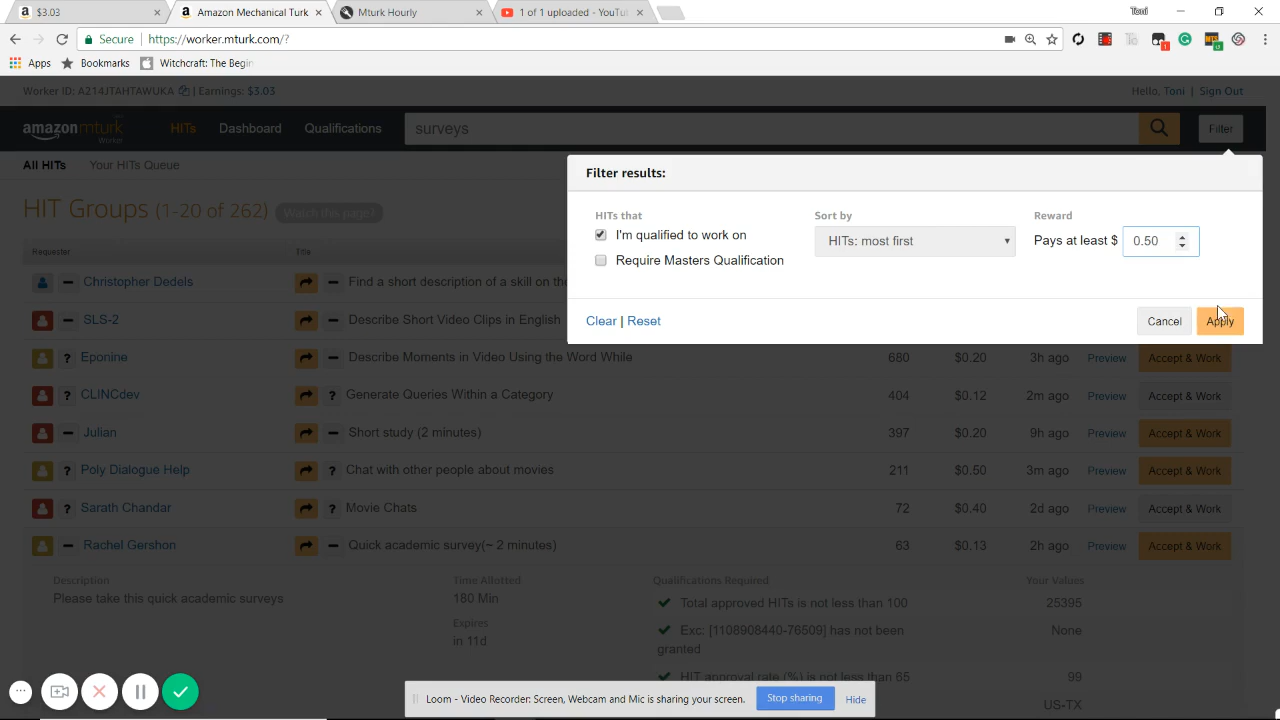 $3.03
Amazon Mechanical Turk
Mturk Hourly
1 of 1 uploaded - YouTu
Toni
Secure https://worker.mturk.com/?
Apps Bookmarks Witchcraft: The Begin
Worker ID: A214JTAHTAWUKA | Earnings: $3.03
Hello, Toni | Sign Out
amazonmturk
Worker
HITs Dashboard Qualifications surveys Filter
All HITs Your HITs Queue
Filter results:
HIT Groups (1-20 of 262) Watch this page?
HITs that Sort by Reward
I'm qualified to work on HITs: most first Pays at least $ 0.50
Require Masters Qualification
Requester Title
Christopher Dedels Find a short description of a skill on the
SLS-2 Describe Short Video Clips in English
Clear | Reset Cancel Apply
Eponine ? Describe Moments in Video Using the Word While 680 $0.20 3h ago Preview Accept & Work
? CLINCdev ? Generate Queries Within a Category 404 $0.12 2m ago Preview Accept & Work
Julian Short study (2 minutes) 397 $0.20 9h ago Preview Accept & Work
? Poly Dialogue Help ? Chat with other people about movies 211 $0.50 3m ago Preview Accept & Work
? Sarath Chandar ? Movie Chats 72 $0.40 2d ago Preview Accept & Work
Rachel Gershon Quick academic survey(~ 2 minutes) 63 $0.13 2h ago Preview Accept & Work
Description Time Allotted Qualifications Required Your Values
Please take this quick academic surveys 180 Min Total approved HITs is not less than 100 25395
Expires
in 11d
Exc: [1108908440-76509] has not been None
granted
HIT approval rate (%) is not less than 65 99
US-TX
Loom - Video Recorder: Screen, Webcam and Mic is sharing your screen. Stop sharing Hide